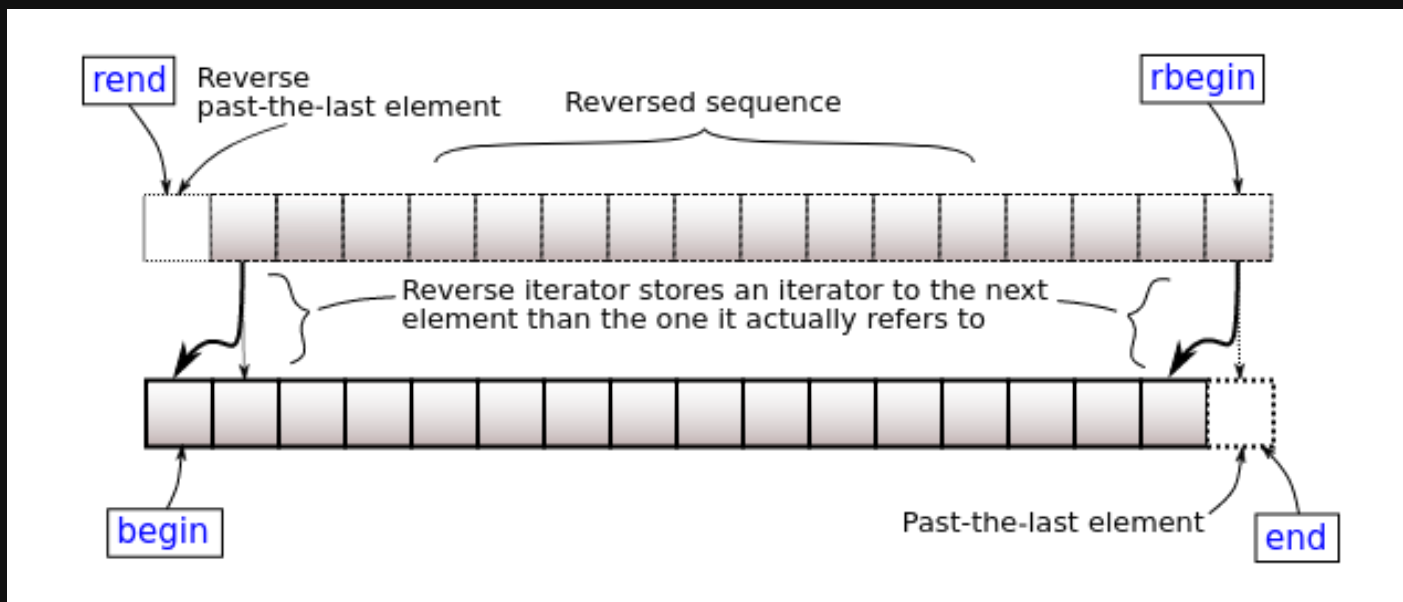 rend
Reverse
past-the-last element
Reversed sequence
rbegin
Reverse iterator stores an iterator to the next
element than the one it actually refers to
begin
Past-the-last element
end